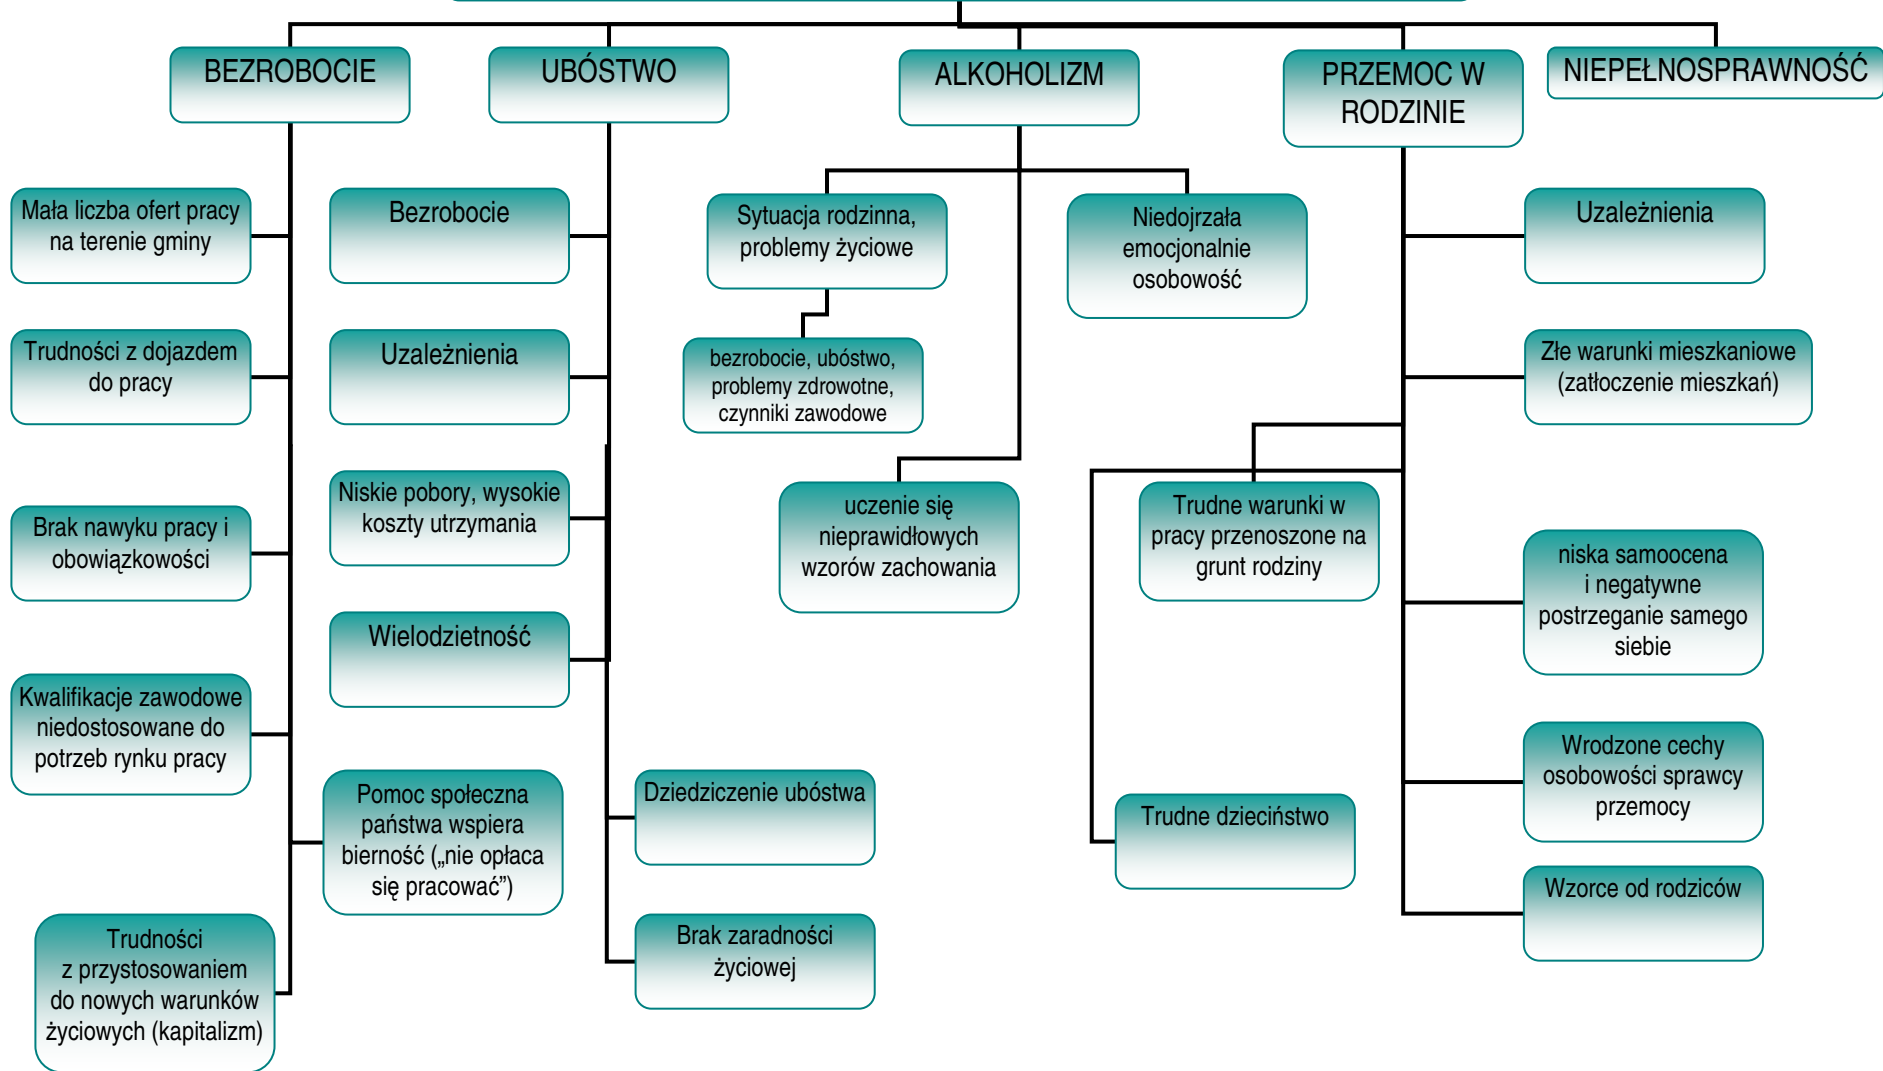 BEZROBOCIE
UBÓSTWO
ALKOHOLIZM
PRZEMOC W
RODZINIE
NIEPEŁNOSPRAWNOŚĆ
Mała liczba ofert pracy
na terenie gminy
Trudności z dojazdem
do pracy
Brak nawyku pracy i
obowiązkowości
Kwalifikacje zawodowe
niedostosowane do
potrzeb rynku pracy
Pomoc społeczna
państwa wspiera
bierność („nie opłaca
się pracować”)
Trudności
z przystosowaniem
do nowych warunków
życiowych (kapitalizm)
Bezrobocie
Uzależnienia
Niskie pobory, wysokie
koszty utrzymania
Wielodzietność
Dziedziczenie ubóstwa
Brak zaradności
życiowej
Sytuacja rodzinna,
problemy życiowe
bezrobocie, ubóstwo,
problemy zdrowotne,
czynniki zawodowe
Niedojrzała
emocjonalnie
osobowość
uczenie się
nieprawidłowych
wzorów zachowania
Uzależnienia
Złe warunki mieszkaniowe
(zatłoczenie mieszkań)
Trudne warunki w
pracy przenoszone na
grunt rodziny
niska samoocena
i negatywne
postrzeganie samego
siebie
Wrodzone cechy
osobowości sprawcy
przemocy
Trudne dzieciństwo
Wzorce od rodziców